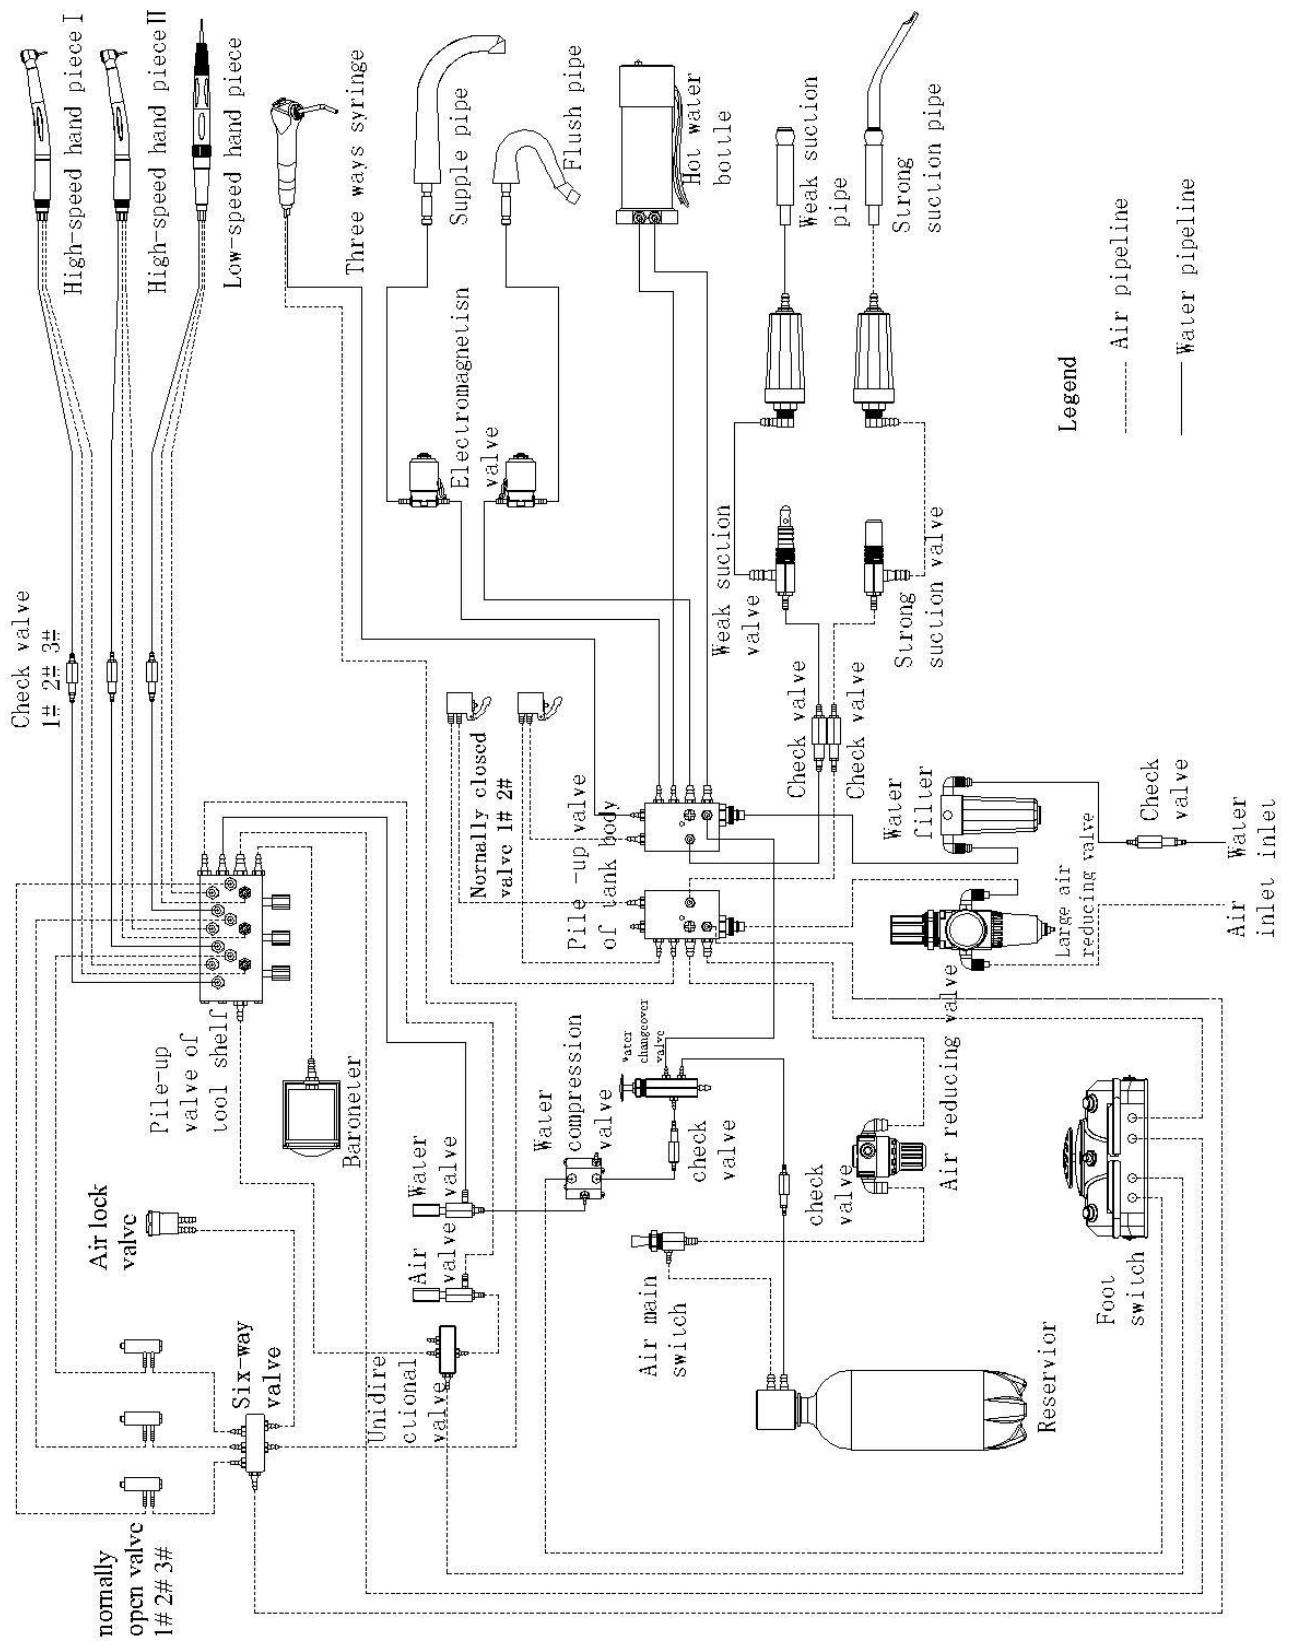 High-speed hand piece Ⅰ
High-speed hand piece Ⅱ
Low-speed hand piece
Three ways syringe
Supple pipe
Flush pipe
Hot water
bottle
Weak suction
pipe
Strong
suction pipe
Electromagnetisn
valve
Legend
Air pipeline
Water pipeline
Check valve
1# 2# 3#
Weak suction
valve
Strong
suction valve
Normally closed
valve 1# 2#
Check valve
Check valve
Pile-up valve
of tank body
Water
filter
Check
valve
Large air
reducing valve
Water
inlet
Air
inlet
Pile-up
valve of
tool shelf
Baroneter
Water
compression
valve
Water
changeover
valve
check
valve
Air reducing valve
Water
valve
Air
valve
check
valve
Air lock
valve
Six-way
valve
Unidire
ctional
valve
Air main
switch
Reservior
Foot
switch
normally
open valve
1# 2# 3#